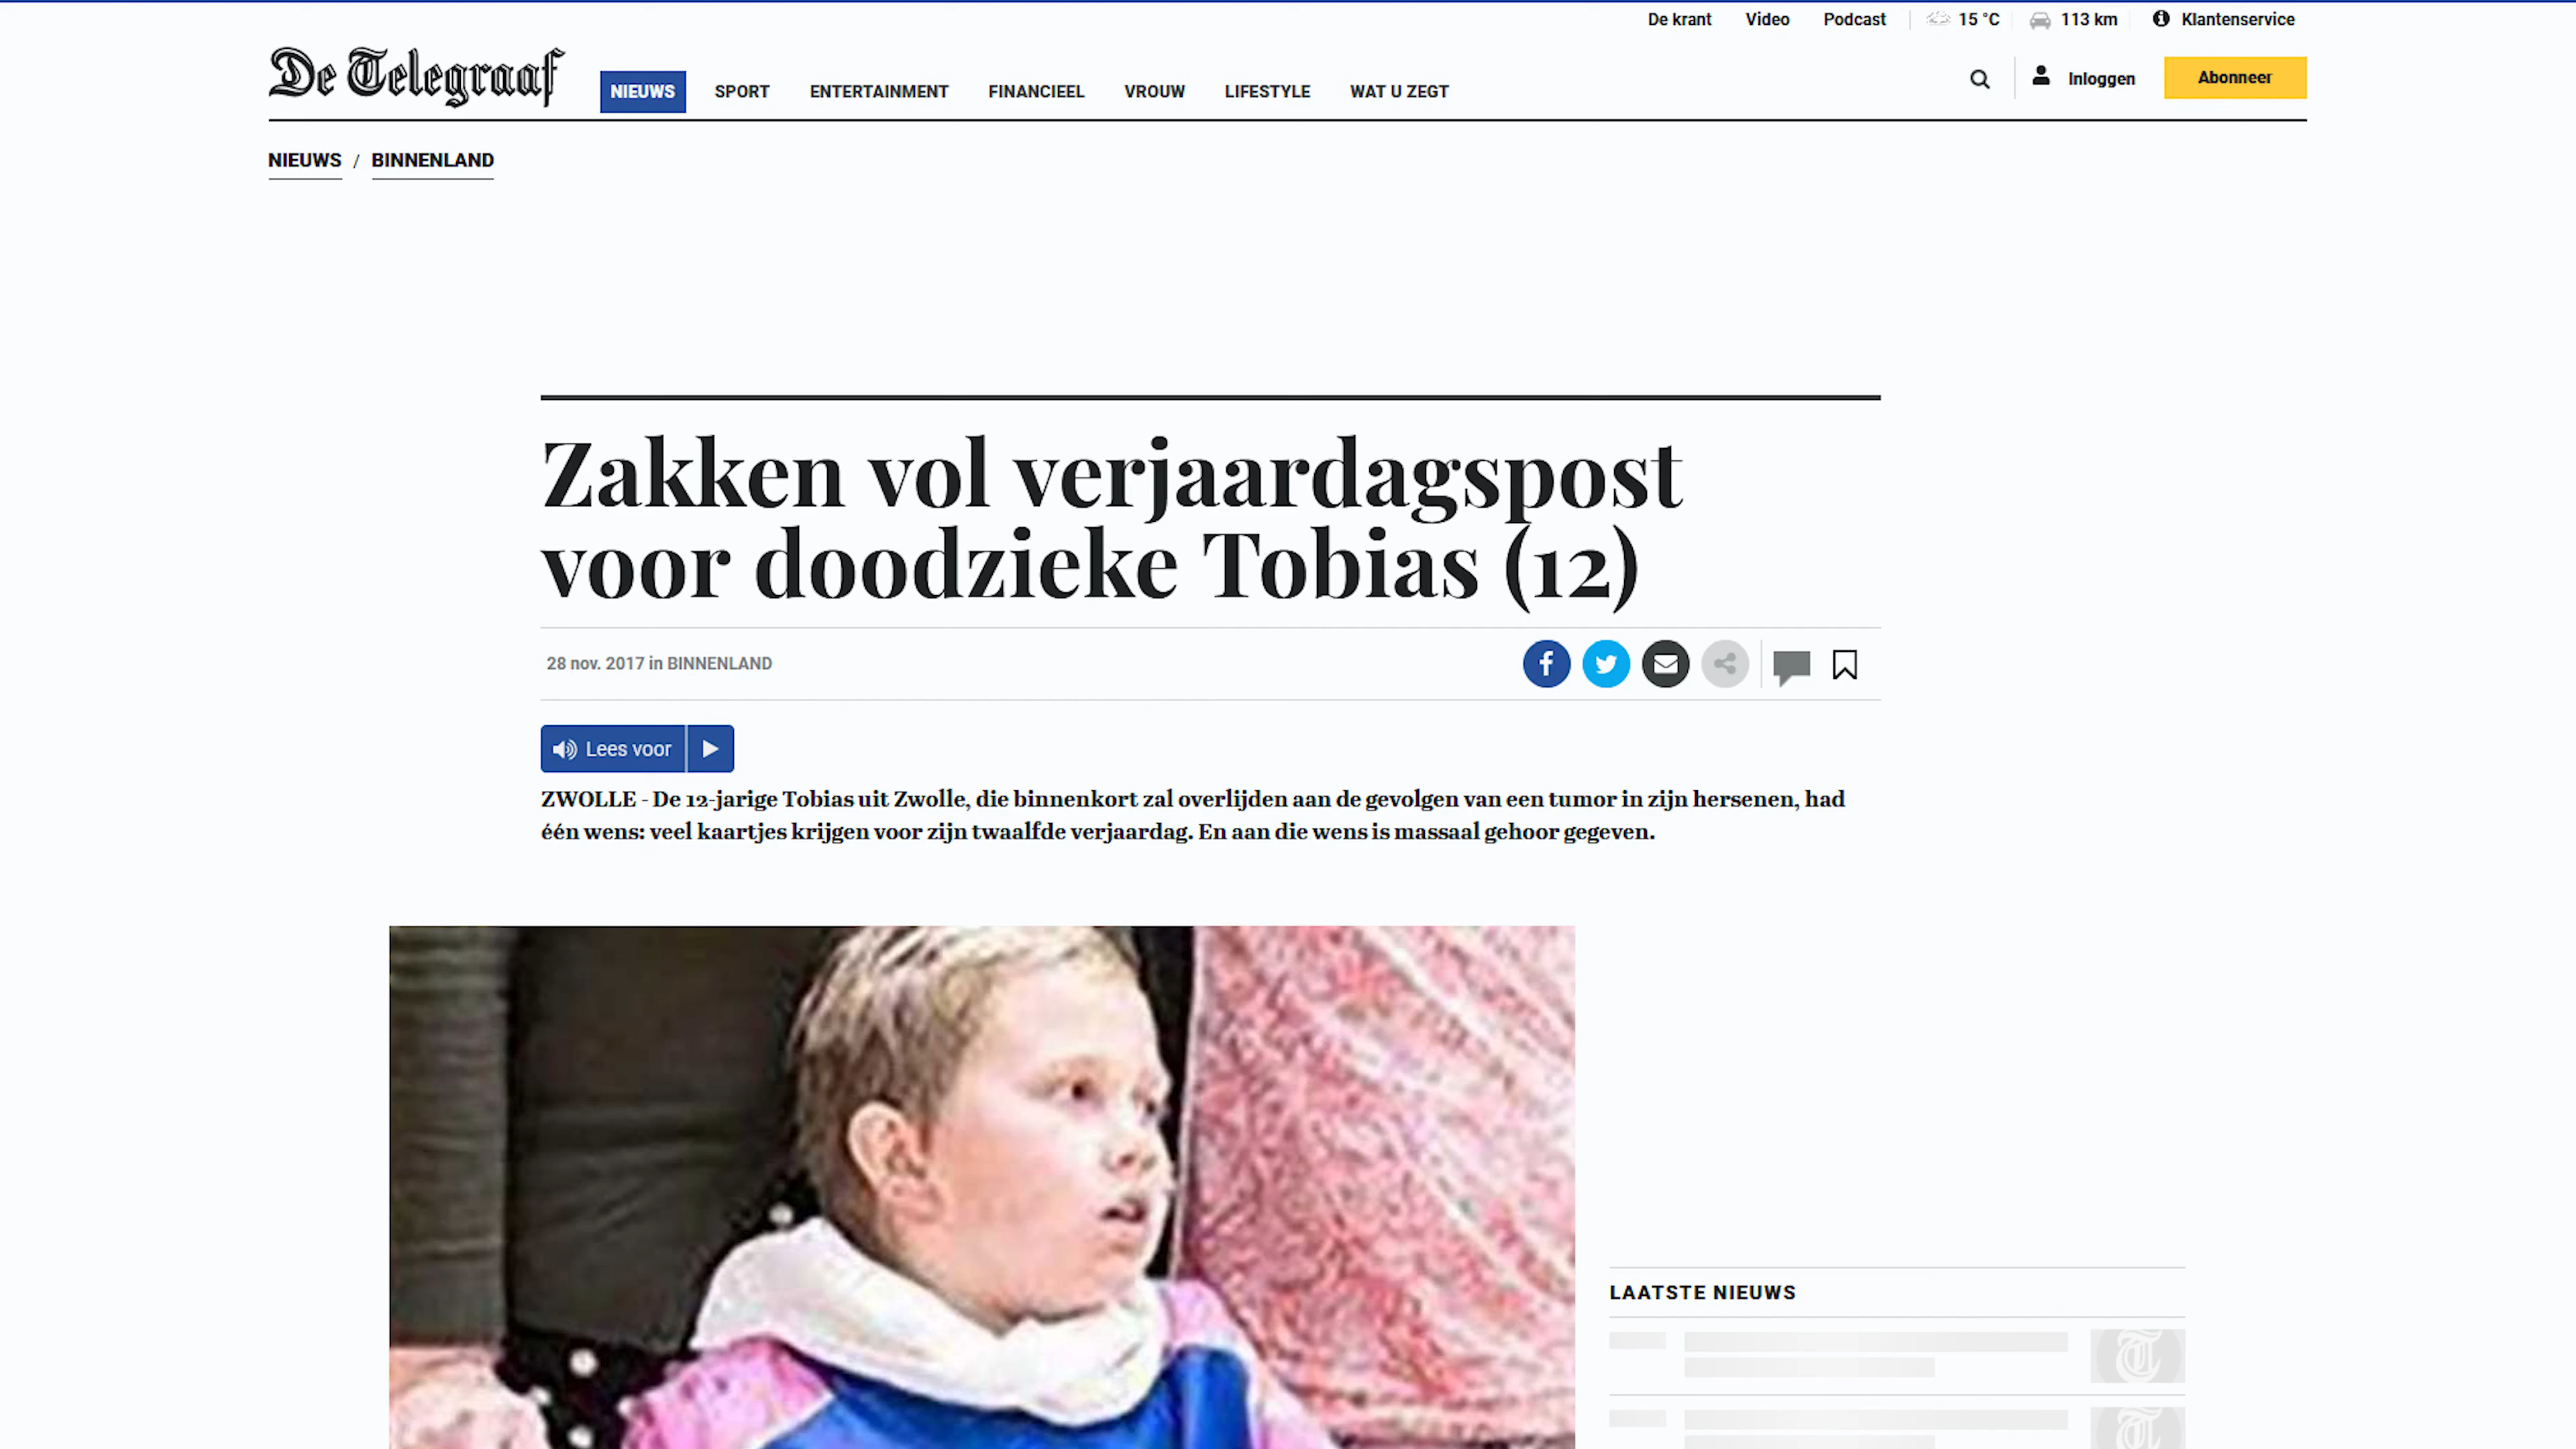 De krant Video Podcast 15 °C 113 km Klantenservice
De Telegraaf NIEUWS SPORT ENTERTAINMENT FINANCIEEL VROUW LIFESTYLE WAT U ZEGT Inloggen Abonneer
NIEUWS / BINNENLAND
Zakken vol verjaardagspost
voor doodzieke Tobias (12)
28 nov. 2017 in BINNENLAND
Lees voor
ZWOLLE - De 12-jarige Tobias uit Zwolle, die binnenkort zal overlijden aan de gevolgen van een tumor in zijn hersenen, had
één wens: veel kaartjes krijgen voor zijn twaalfde verjaardag. En aan die wens is massaal gehoor gegeven.
LAATSTE NIEUWS